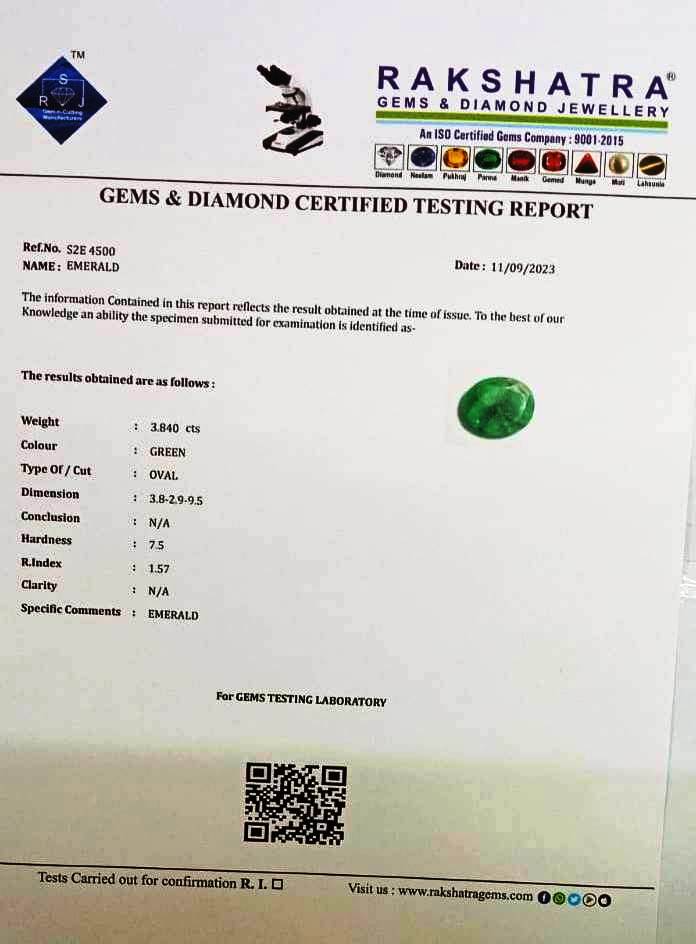 TM
S
R J
Gem-n-Cutting
Manufacturers
RAKSHATRA®
GEMS & DIAMOND JEWELLERY
An ISO Certified Gems Company : 9001-2015
Diamond Neelam Pukhraj Panna Manik Gomed Munga Moti Lahsunia
GEMS & DIAMOND CERTIFIED TESTING REPORT
Ref.No. S2E 4500
NAME : EMERALD
Date : 11/09/2023
The information Contained in this report reflects the result obtained at the time of issue. To the best of our
Knowledge an ability the specimen submitted for examination is identified as-
The results obtained are as follows :
Weight : 3.840 cts
Colour : GREEN
Type Of / Cut : OVAL
Dimension : 3.8-2.9-9.5
Conclusion : N/A
Hardness : 7.5
R.Index : 1.57
Clarity : N/A
Specific Comments : EMERALD
For GEMS TESTING LABORATORY
Tests Carried out for confirmation R. I. ☐
Visit us : www.rakshatragems.com